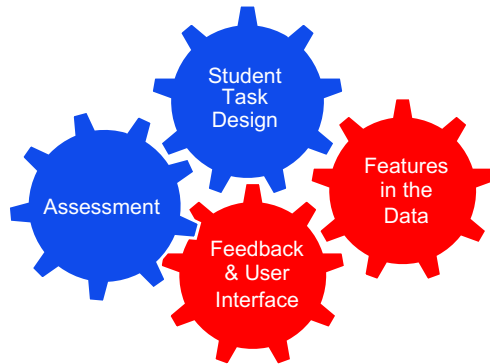 Student
Task
Design
Assessment
Features
in the
Data
Feedback
& User
Interface